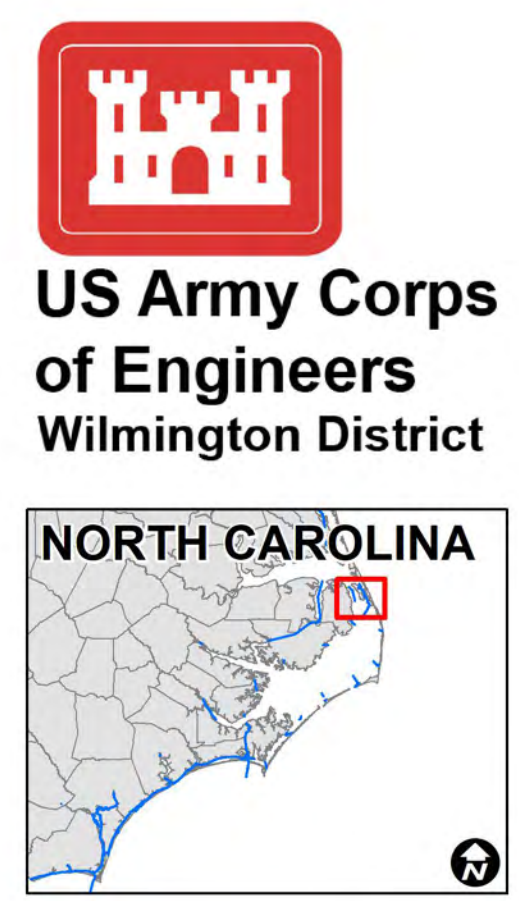 US Army Corps
of Engineers
Wilmington District
NORTH CAROLINA
N